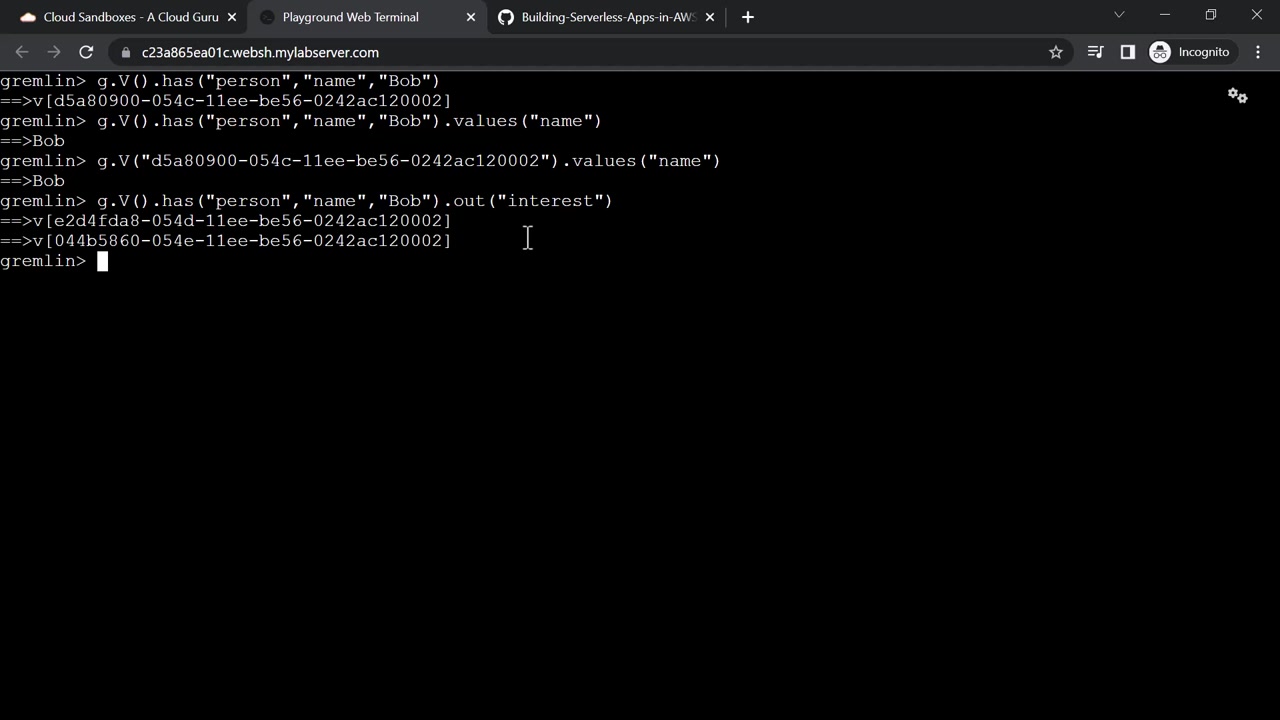 Cloud Sandboxes - A Cloud Guru
Playground Web Terminal
Building-Serverless-Apps-in-AWS
c23a865ea01c.websh.mylabserver.com
Incognito
gremlin> g.V().has("person","name","Bob")
==>v[d5a80900-054c-11ee-be56-0242ac120002]
gremlin> g.V().has("person","name","Bob").values("name")
==>Bob
gremlin> g.V("d5a80900-054c-11ee-be56-0242ac120002").values("name")
==>Bob
gremlin> g.V().has("person","name","Bob").out("interest")
==>v[e2d4fda8-054d-11ee-be56-0242ac120002]
==>v[044b5860-054e-11ee-be56-0242ac120002]
gremlin>